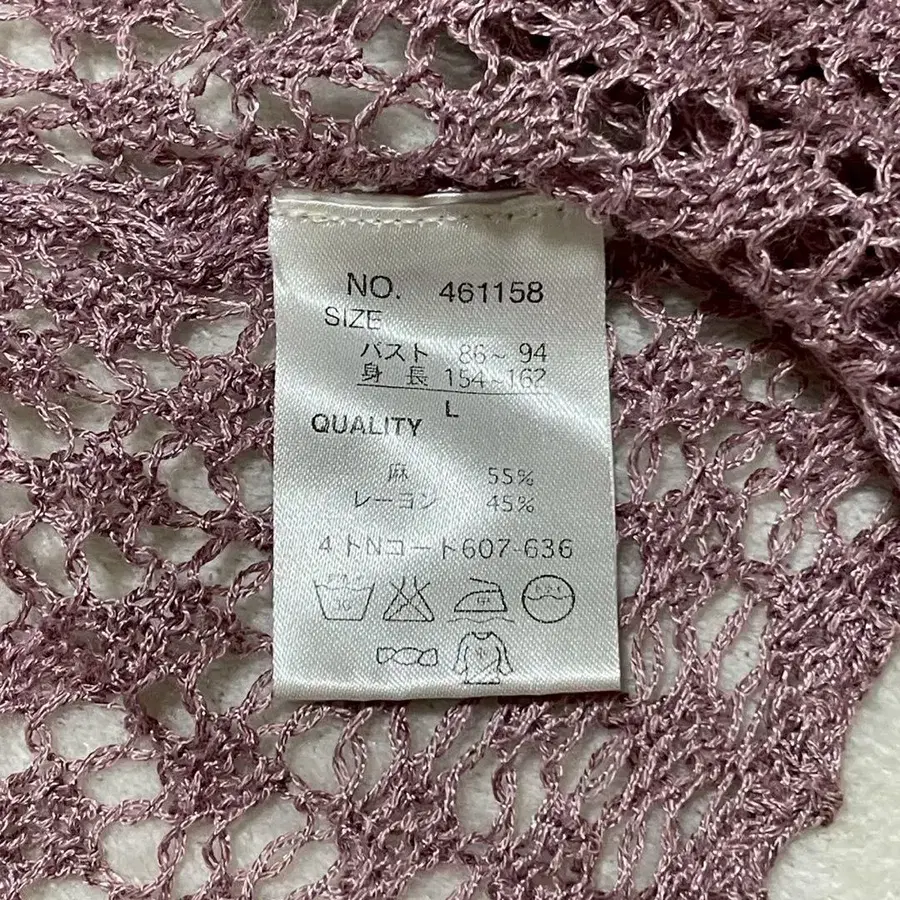 NO. 461158
SIZE
バスト 86~94
身長 154~162
L
QUALITY
麻 55%
レーヨン 45%
4トNコート607-636